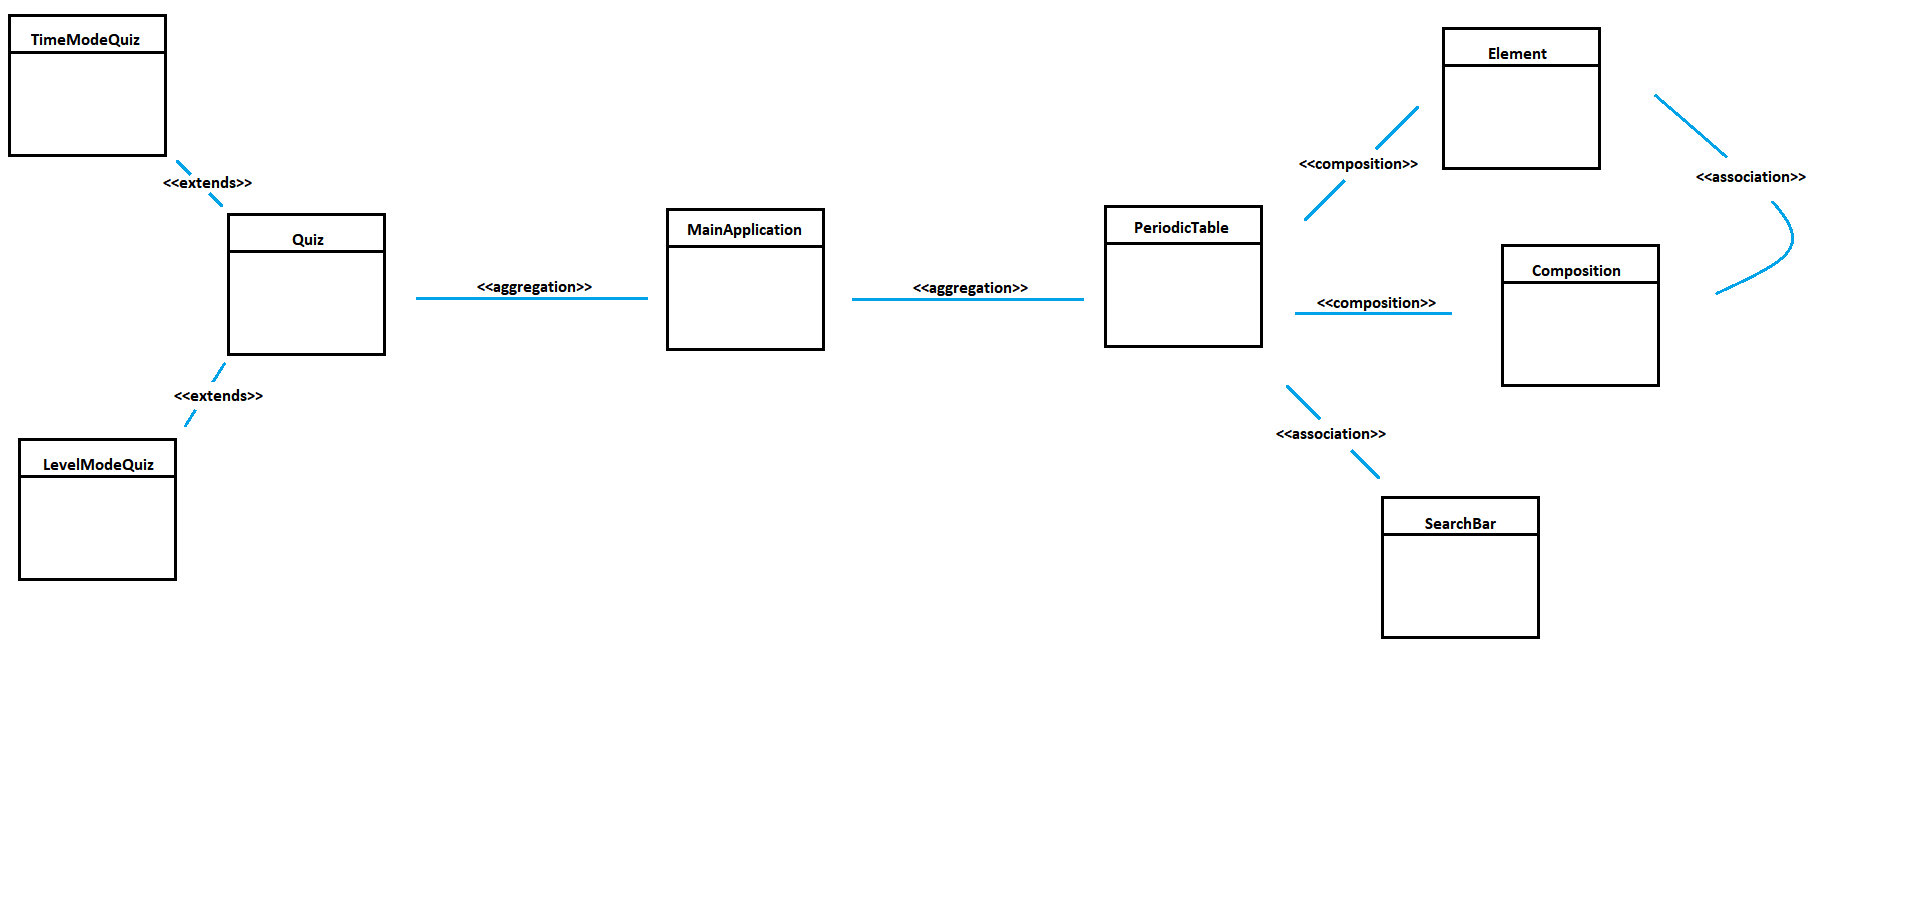 TimeModeQuiz
<<extends>>
Quiz
<<extends>>
LevelModeQuiz
<<aggregation>>
MainApplication
<<aggregation>>
PeriodicTable
<<composition>>
Element
<<association>>
<<composition>>
Composition
<<association>>
SearchBar